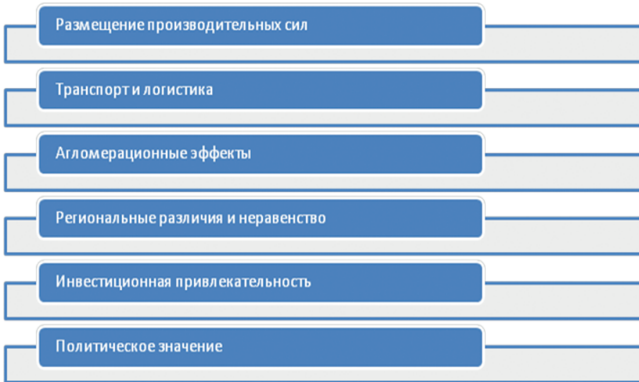 Размещение производительных сил
Транспорт и логистика
Агломерационные эффекты
Региональные различия и неравенство
Инвестиционная привлекательность
Политическое значение